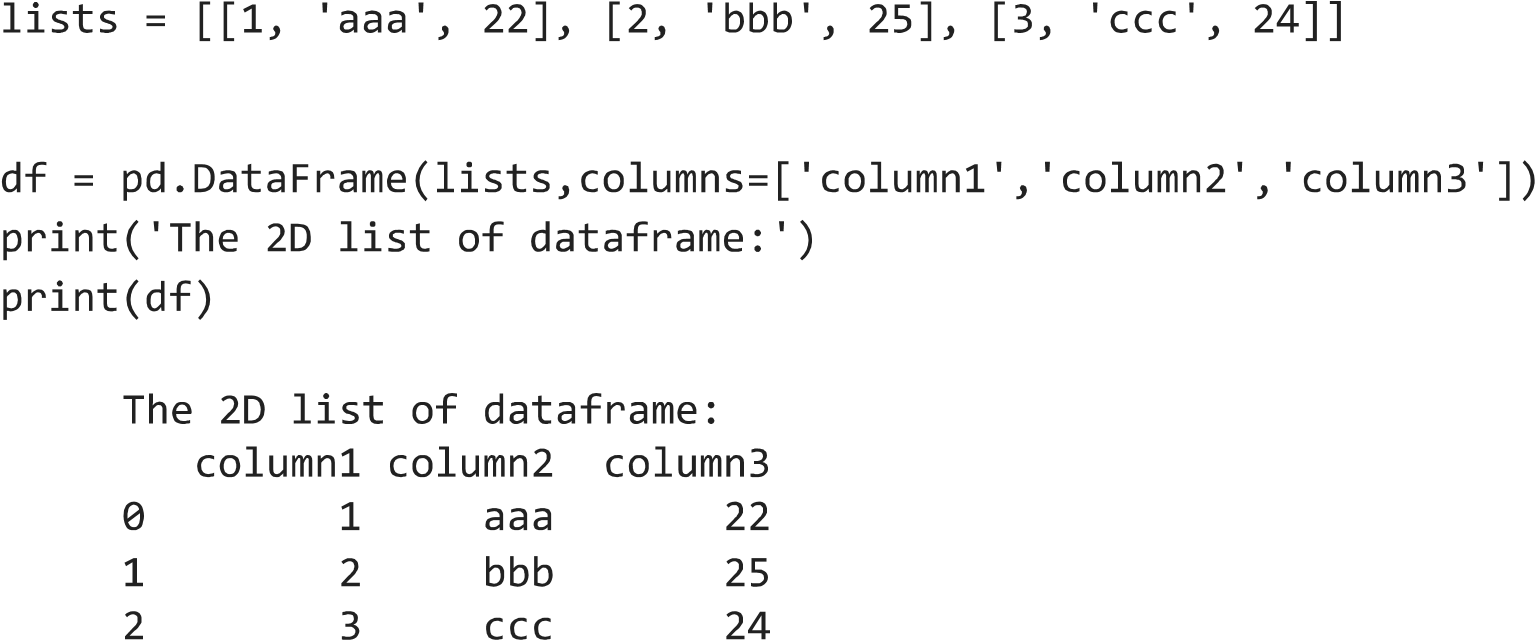 lists = [[1, 'aaa', 22], [2, 'bbb', 25], [3, 'ccc', 24]]
df = pd.DataFrame(lists,columns=['column1','column2','column3'])
print('The 2D list of dataframe:')
print(df)
The 2D list of dataframe:
column1 column2  column3
0        1     aaa       22
1        2     bbb       25
2        3     ccc       24